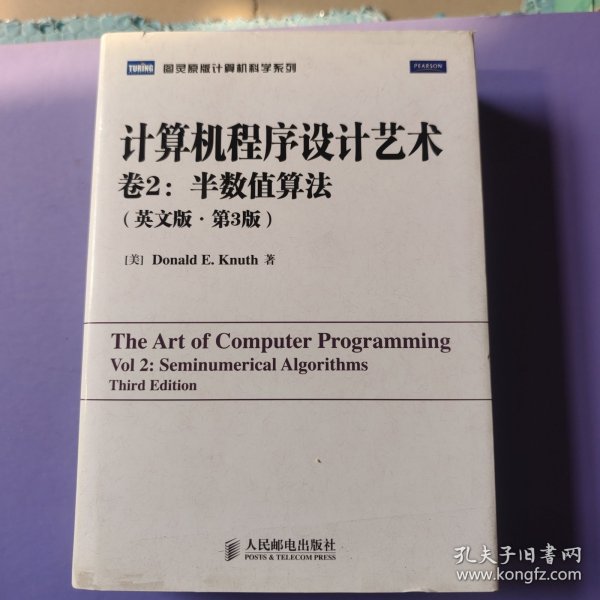 TURING 图灵原版计算机科学系列
PEARSON
计算机程序设计艺术
卷2：半数值算法
（英文版·第3版）
[美] Donald E. Knuth 著
The Art of Computer Programming
Vol 2: Seminumerical Algorithms
Third Edition
人民邮电出版社
POSTS & TELECOM PRESS
孔夫子旧书网
www.kongfz.com